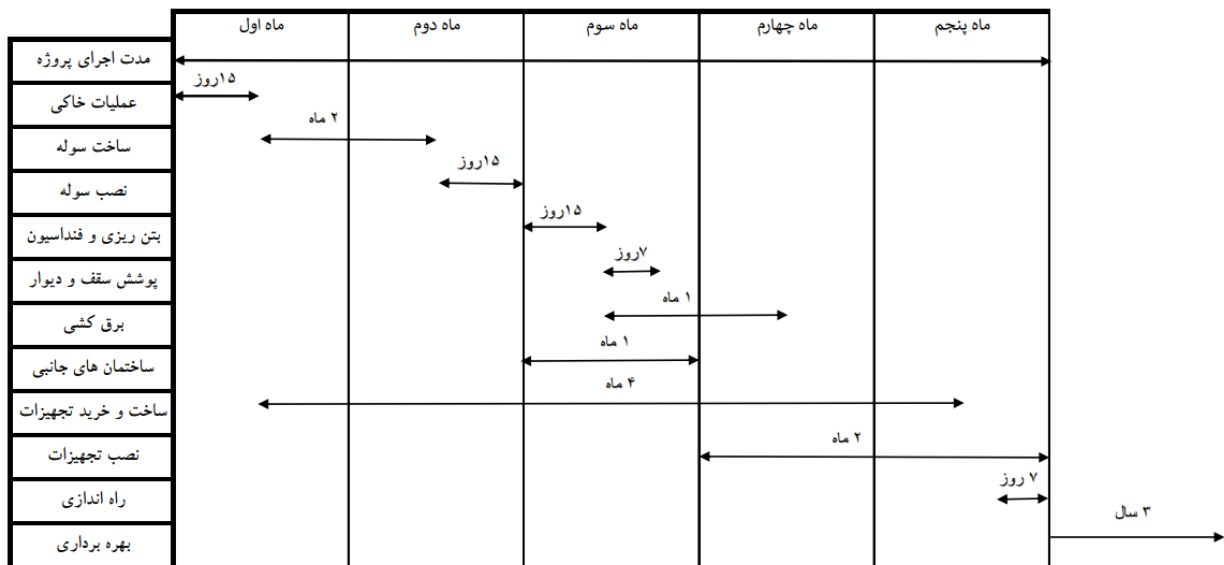 ماه اول ماه دوم ماه سوم ماه چهارم ماه پنجم
مدت اجرای پروژه
۱۵روز
عملیات خاکی
۲ ماه
ساخت سوله
۱۵روز
نصب سوله
۱۵روز
بتن ریزی و فنداسیون
۷روز
پوشش سقف و دیوار
۱ ماه
برق کشی
۱ ماه
ساختمان های جانبی
۴ ماه
ساخت و خرید تجهیزات
۲ ماه
نصب تجهیزات
۷ روز
راه اندازی
۳ سال
بهره برداری